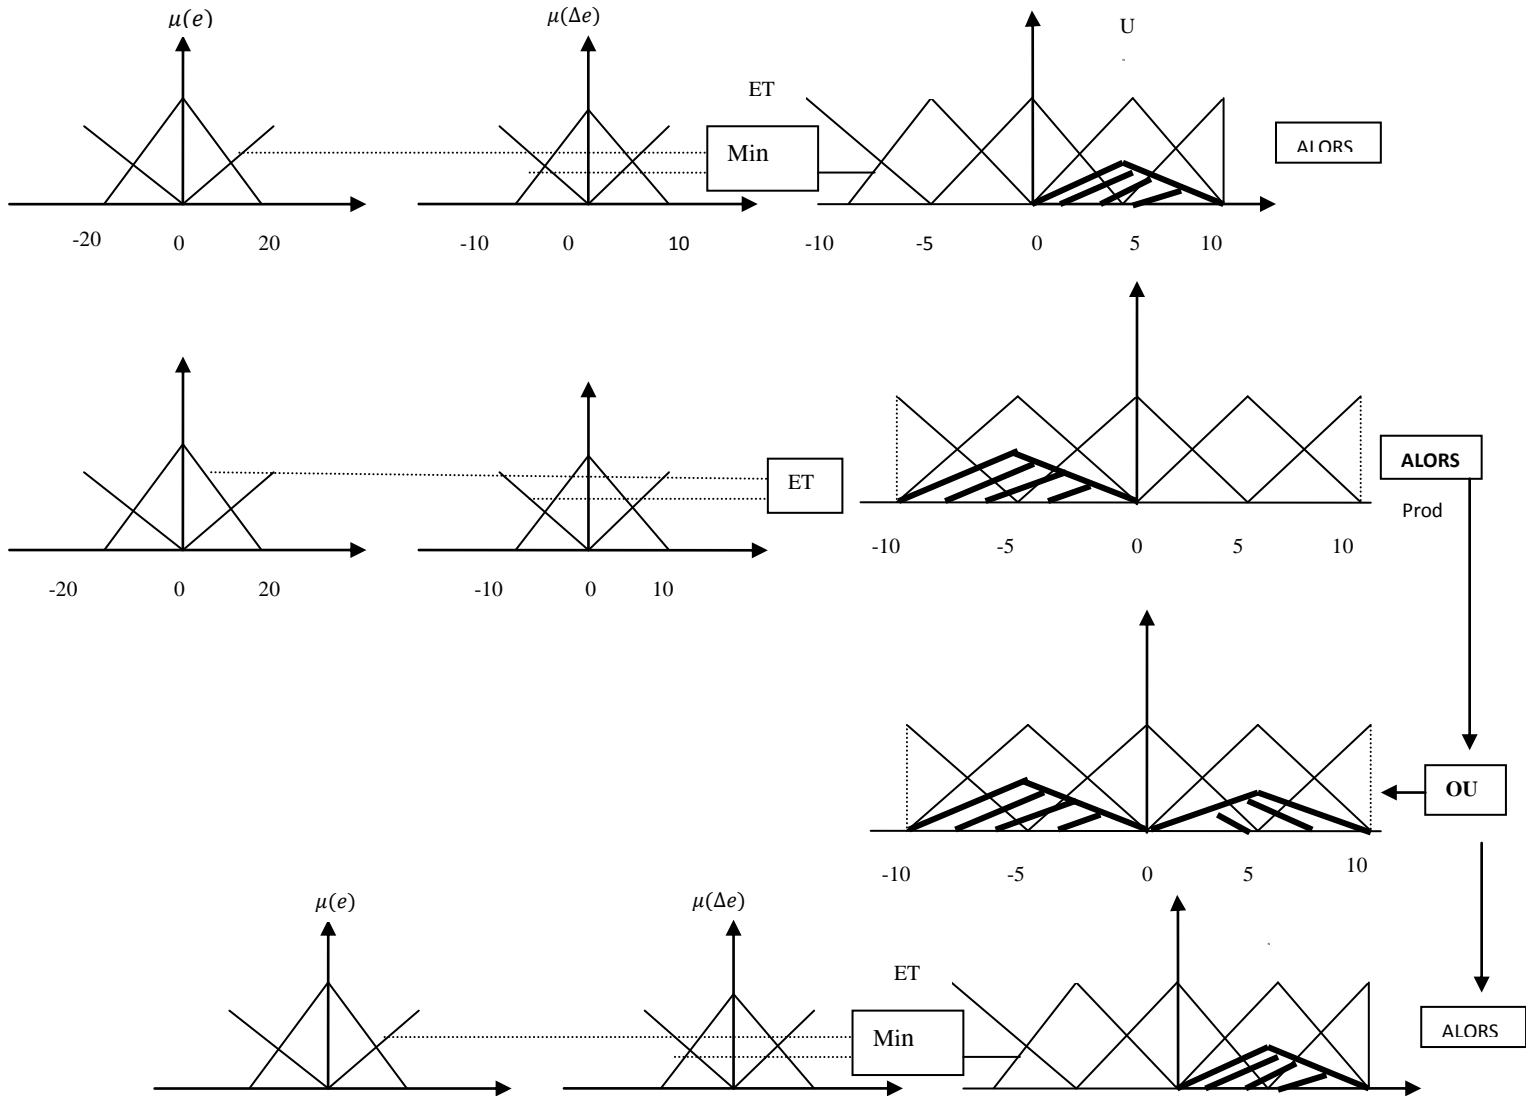 μ(e) μ(Δe) U
ET
Min ALORS
-20 0 20 -10 0 10 -10 -5 0 5 10
ET ALORS
Prod
-10 -5 0 5 10
-20 0 20 -10 0 10
OU
-10 -5 0 5 10
μ(e) μ(Δe)
ET
Min ALORS